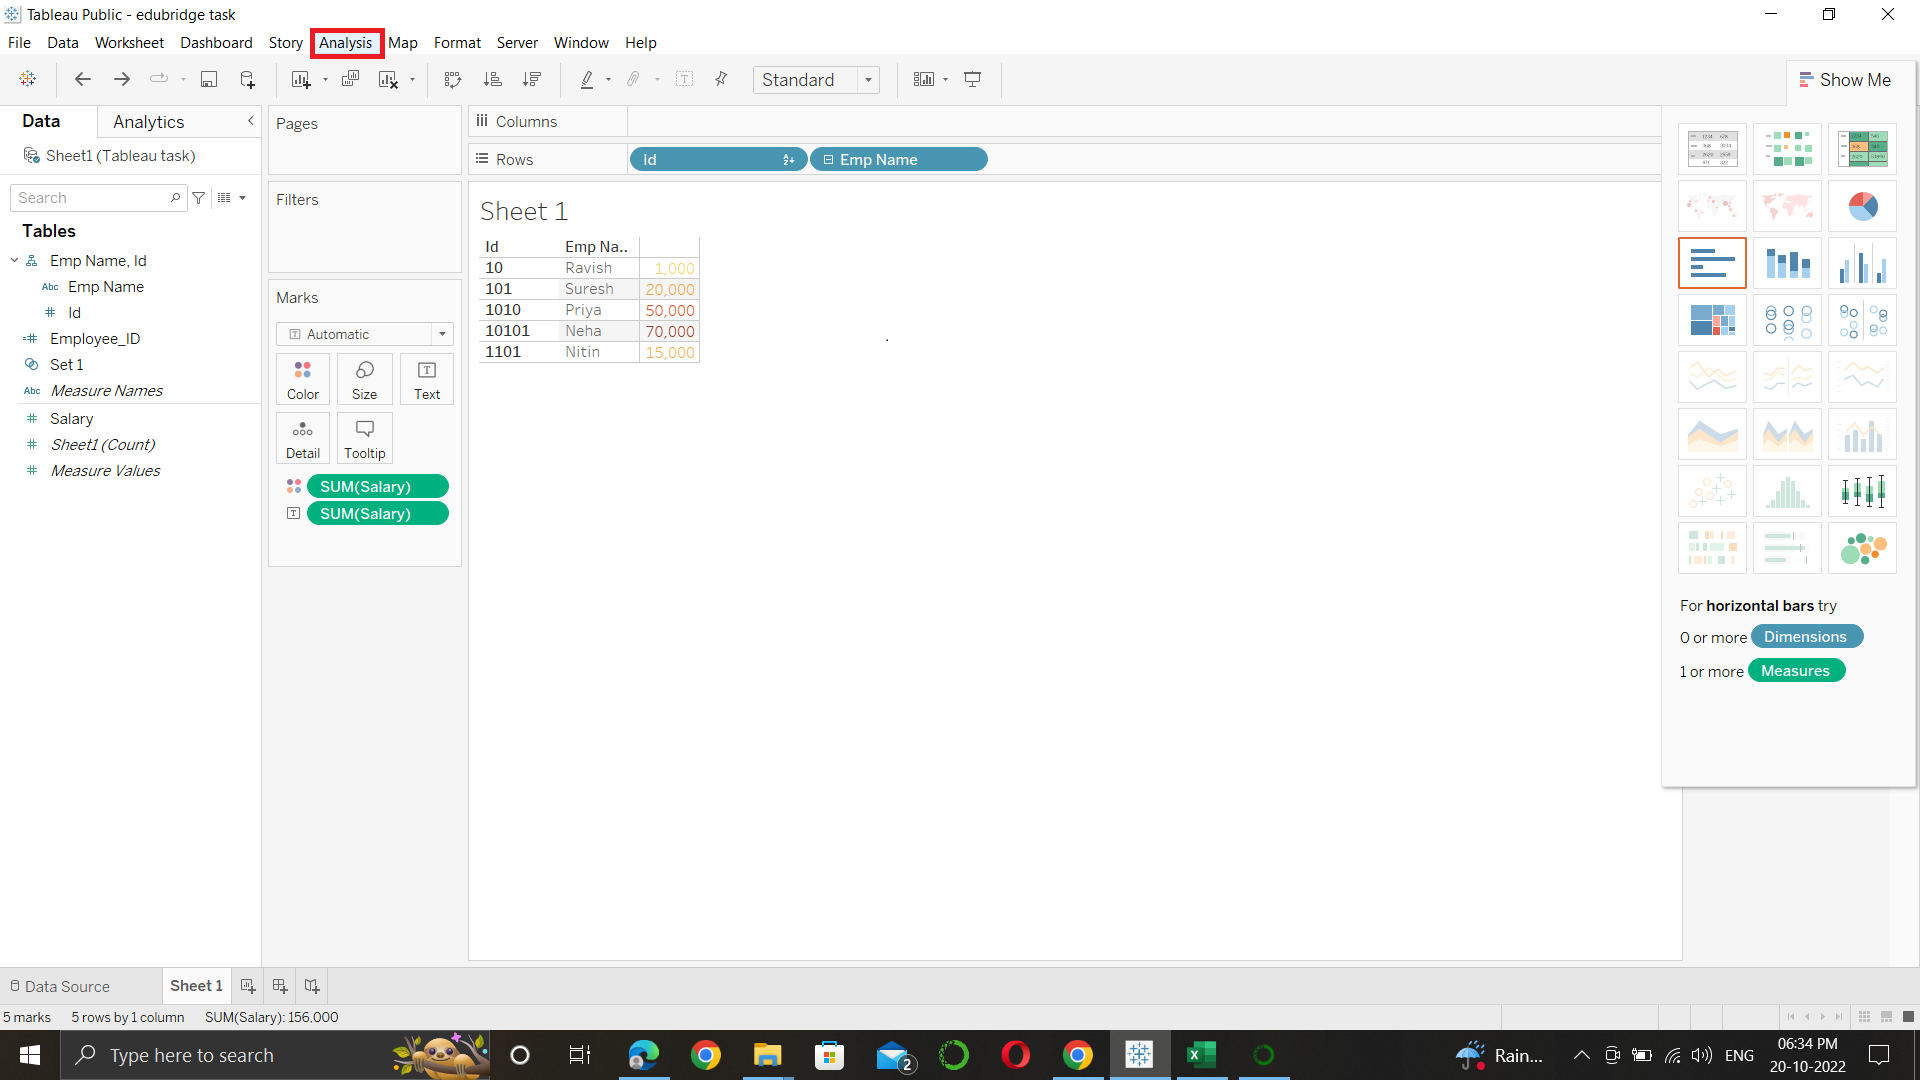 Tableau Public - edubridge task
File Data Worksheet Dashboard Story Analysis Map Format Server Window Help
Standard
Show Me
Data Analytics
Pages
Columns
Sheet1 (Tableau task)
Rows
Id
Emp Name
Search
Filters
Tables
Sheet 1
Id Emp Na..
10 Ravish 1,000
101 Suresh 20,000
1010 Priya 50,000
10101 Neha 70,000
1101 Nitin 15,000
Emp Name, Id
Abc Emp Name
Id
Employee_ID
Set 1
Abc Measure Names
Salary
Sheet1 (Count)
Measure Values
Marks
Automatic
Color Size Text
Detail Tooltip
SUM(Salary)
SUM(Salary)
For horizontal bars try
0 or more Dimensions
1 or more Measures
Data Source Sheet 1
5 marks 5 rows by 1 column SUM(Salary): 156,000
Type here to search
2
Rain...
ENG
06:34 PM
20-10-2022